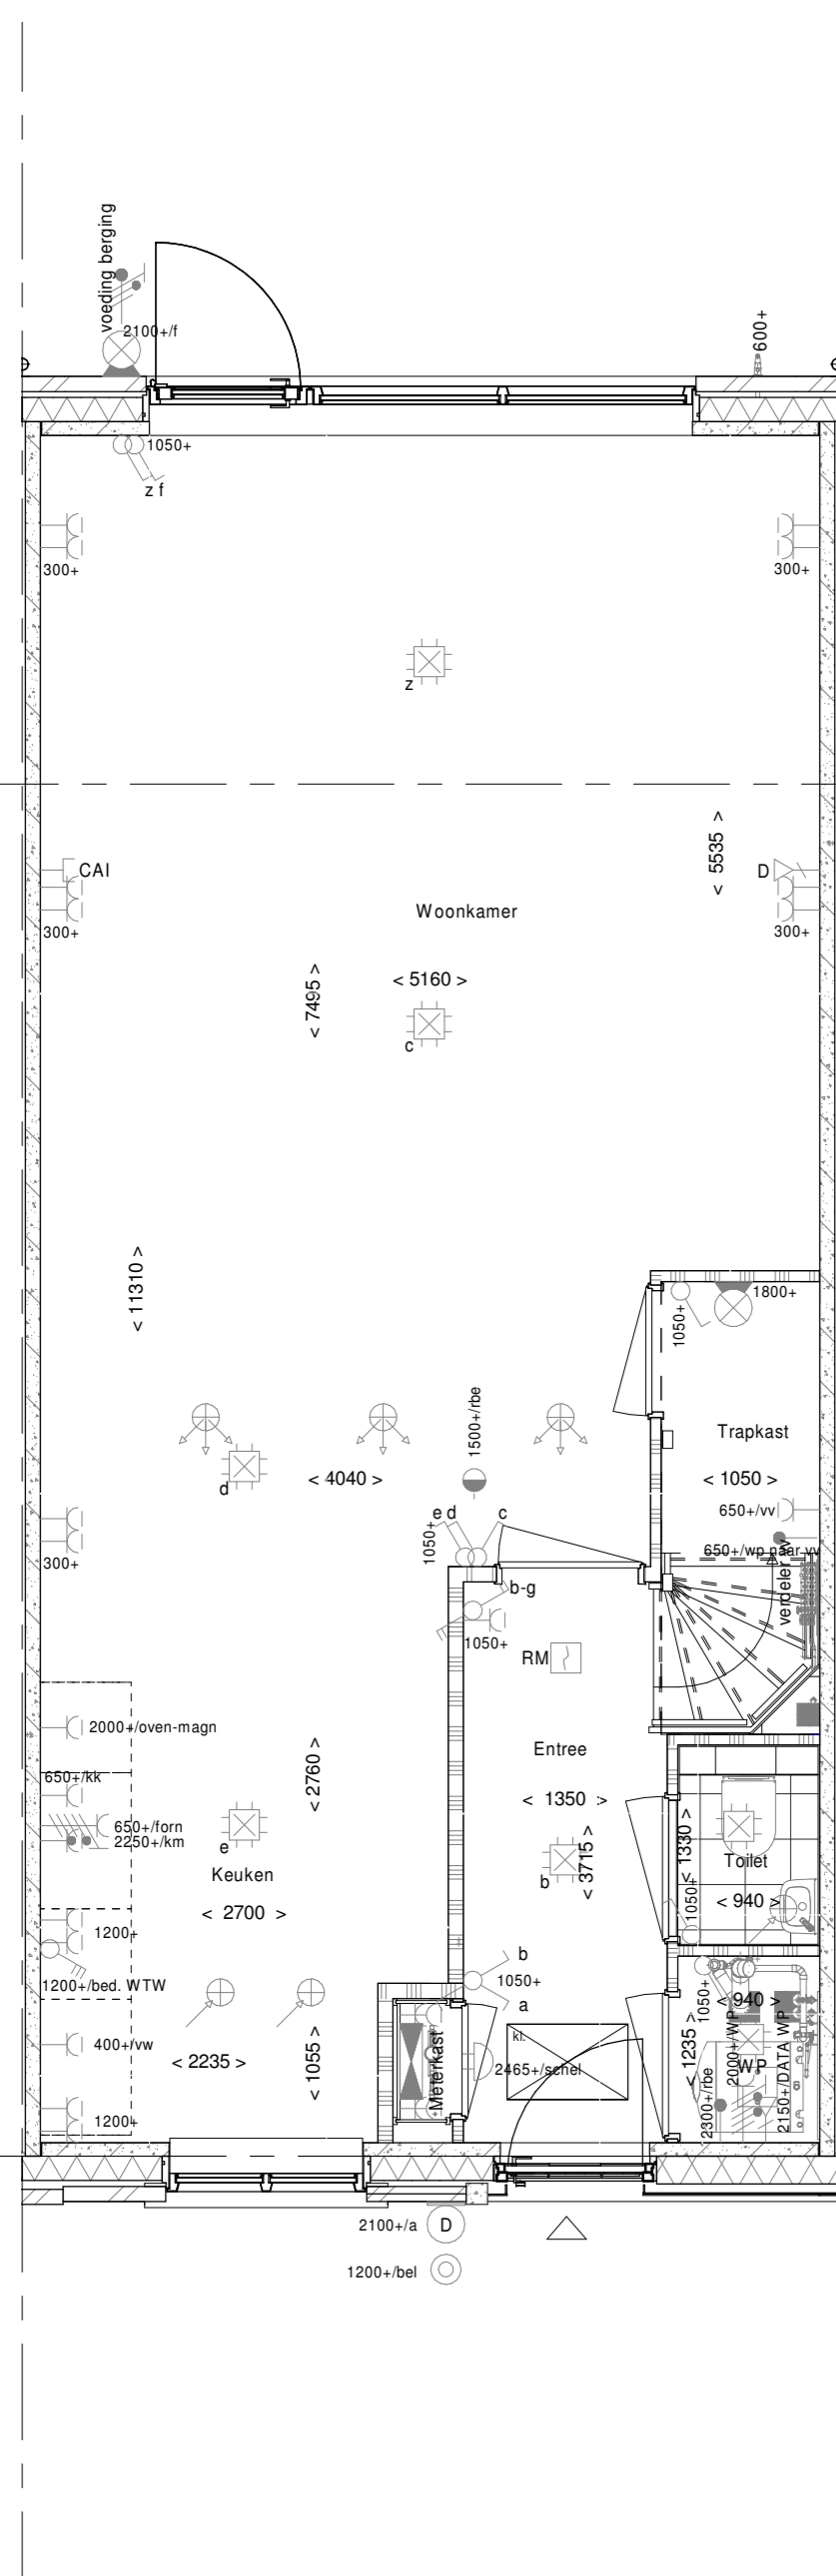 voeding berging
2100+/f
600+
1050+
z f
300+
300+
z
< 5535 >
CAI
D
300+
300+
Woonkamer
< 5160 >
< 7495 >
c
< 11310 >
1050+
1800+
1500+/rbe
Trapkast
< 4040 >
< 1050 >
d
e d
c
650+/vv
1050+
650+/wp naar vv
verdeler vv
300+
b-g
1050+
RM
2000+/oven-magn
Entree
650+/kk
< 2760 >
< 1350 >
650+/forn
2250+/km
e
< 1330 >
Toilet
Keuken
b
< 3715 >
< 940 >
1050+
< 2700 >
1200+
b
1200+/bed. WTW
1050+
a
1050+
< 940 >
kl.
400+/vw
< 2235 >
< 1055 >
Meterkast
2465+/schel
< 1235 >
2000+/WP
WP
2300+/rbe
2150+/DATA WP
1200+
2100+/a
D
1200+/bel